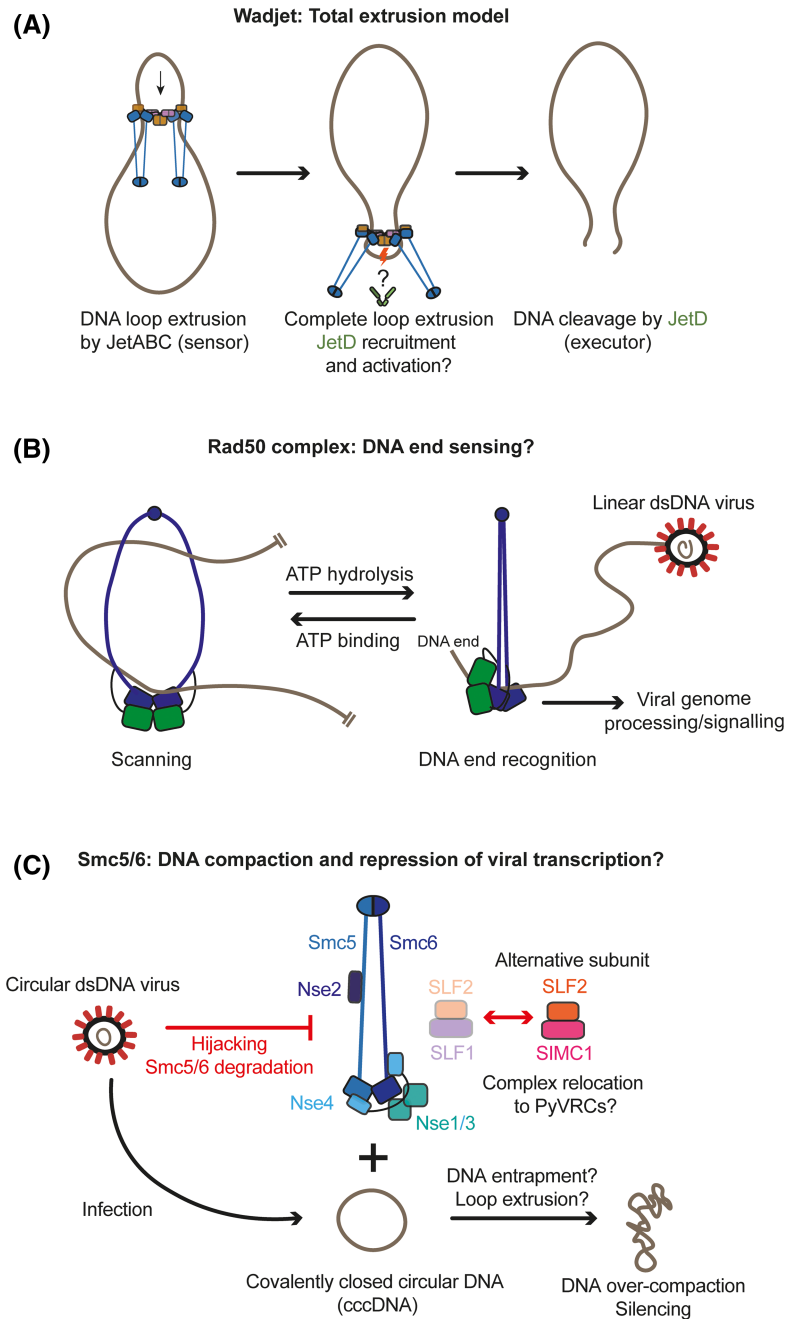 (A)
Wadjet: Total extrusion model
?
DNA loop extrusion
by JetABC (sensor)
Complete loop extrusion
JetD recruitment
and activation?
DNA cleavage by JetD
(executor)
(B)
Rad50 complex: DNA end sensing?
Linear dsDNA virus
ATP hydrolysis
ATP binding
DNA end
Viral genome
processing/signalling
Scanning
DNA end recognition
(C)
Smc5/6: DNA compaction and repression of viral transcription?
Smc5
Smc6
Alternative subunit
Circular dsDNA virus
Nse2
SLF2
SLF2
Hijacking
Smc5/6 degradation
SLF1
SIMC1
Complex relocation
to PyVRCs?
Nse4
Nse1/3
+
DNA entrapment?
Loop extrusion?
Infection
Covalently closed circular DNA
(cccDNA)
DNA over-compaction
Silencing